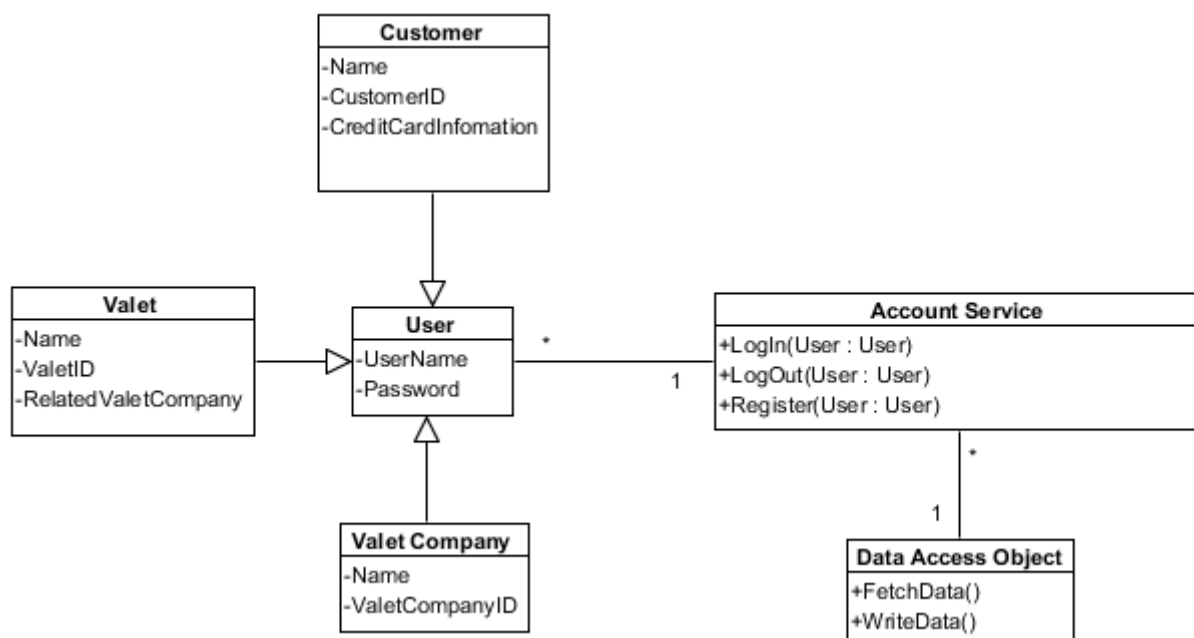 Customer
-Name
-CustomerID
-CreditCardInfomation
Valet
-Name
-ValetID
-RelatedValetCompany
User
-UserName
-Password
*
1
Account Service
+LogIn(User : User)
+LogOut(User : User)
+Register(User : User)
*
1
Valet Company
-Name
-ValetCompanyID
Data Access Object
+FetchData()
+WriteData()